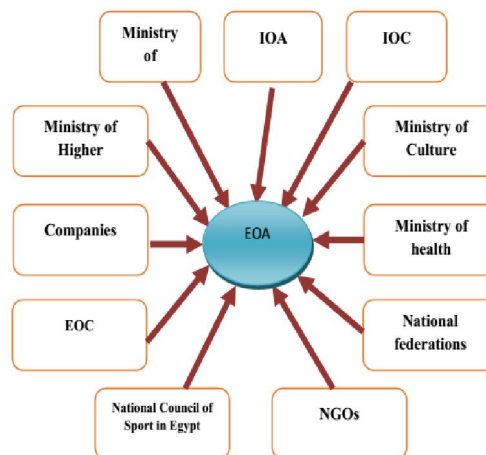 Ministry
of
IOA
IOC
Ministry of
Higher
Ministry of
Culture
Companies
EOA
Ministry of
health
EOC
National
federations
National Council of
Sport in Egypt
NGOs